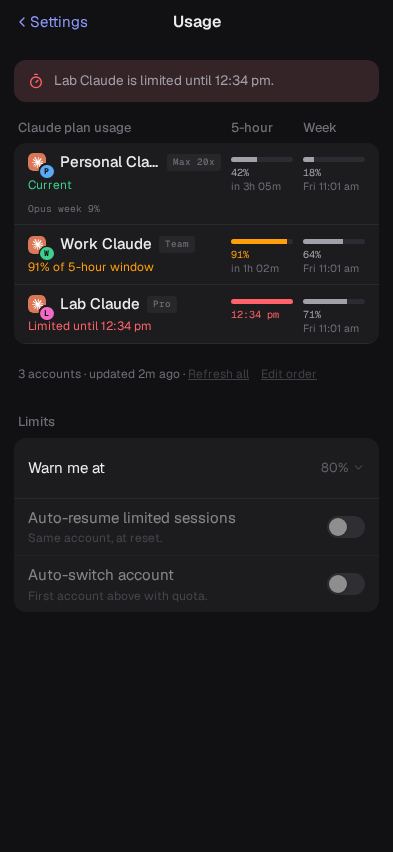 Settings
Usage
Lab Claude is limited until 12:34 pm.
Claude plan usage 5-hour Week
Personal Cla… Max 20x
P
Current
42% 18%
in 3h 05m Fri 11:01 am
Opus week 9%
Work Claude Team
W
91% of 5-hour window
91% 64%
in 1h 02m Fri 11:01 am
Lab Claude Pro
L
Limited until 12:34 pm
12:34 pm 71%
Fri 11:01 am
3 accounts · updated 2m ago · Refresh all Edit order
Limits
Warn me at 80%
Auto-resume limited sessions
Same account, at reset.
Auto-switch account
First account above with quota.